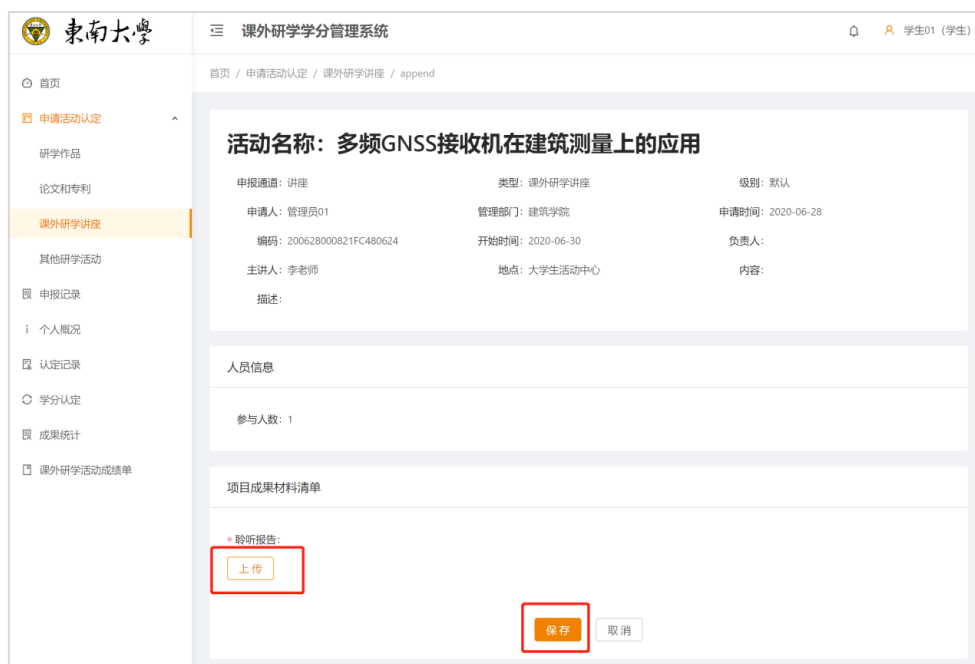 東南大學
课外研学学分管理系统
学生01（学生）
首页 / 申请活动认定 / 课外研学讲座 / append
首页
申请活动认定
研学作品
论文和专利
课外研学讲座
其他研学活动
申报记录
个人概况
认定记录
学分认定
成果统计
课外研学活动成绩单
活动名称：多频GNSS接收机在建筑测量上的应用
申报通道：讲座 类型：课外研学讲座 级别：默认
申请人：管理员01 管理部门：建筑学院 申请时间：2020-06-28
编码：200628000821FC480624 开始时间：2020-06-30 负责人：
主讲人：李老师 地点：大学生活动中心 内容：
描述：
人员信息
参与人数：1
项目成果材料清单
* 聆听报告：
上传
保存 取消